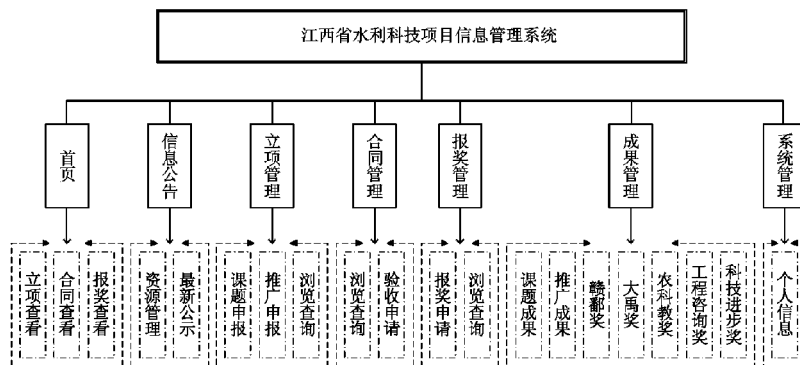 江西省水利科技项目信息管理系统
首页
信息公告
立项管理
合同管理
报奖管理
成果管理
系统管理
立项查看
合同查看
报奖查看
资源管理
最新公示
课题申报
推广申报
浏览查询
浏览查询
验收申请
报奖申请
浏览查询
课题成果
推广成果
赣鄱奖
大禹奖
农科教奖
工程咨询奖
科技进步奖
个人信息